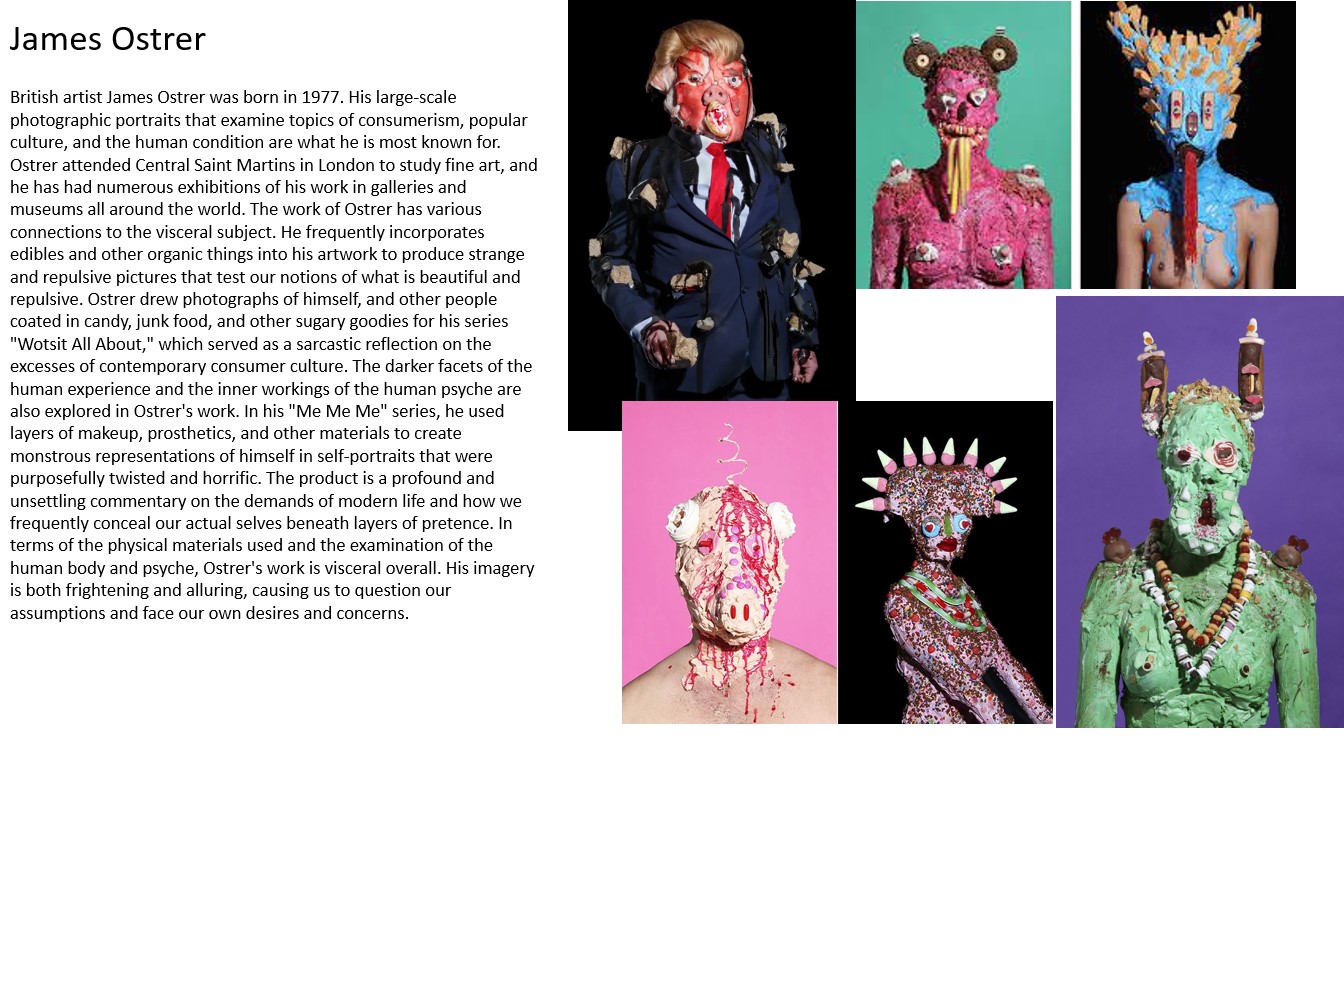 James Ostrer
British artist James Ostrer was born in 1977. His large-scale
photographic portraits that examine topics of consumerism, popular
culture, and the human condition are what he is most known for.
Ostrer attended Central Saint Martins in London to study fine art, and
he has had numerous exhibitions of his work in galleries and
museums all around the world. The work of Ostrer has various
connections to the visceral subject. He frequently incorporates
edibles and other organic things into his artwork to produce strange
and repulsive pictures that test our notions of what is beautiful and
repulsive. Ostrer drew photographs of himself, and other people
coated in candy, junk food, and other sugary goodies for his series
"Wotsit All About," which served as a sarcastic reflection on the
excesses of contemporary consumer culture. The darker facets of the
human experience and the inner workings of the human psyche are
also explored in Ostrer's work. In his "Me Me Me" series, he used
layers of makeup, prosthetics, and other materials to create
monstrous representations of himself in self-portraits that were
purposefully twisted and horrific. The product is a profound and
unsettling commentary on the demands of modern life and how we
frequently conceal our actual selves beneath layers of pretence. In
terms of the physical materials used and the examination of the
human body and psyche, Ostrer's work is visceral overall. His imagery
is both frightening and alluring, causing us to question our
assumptions and face our own desires and concerns.